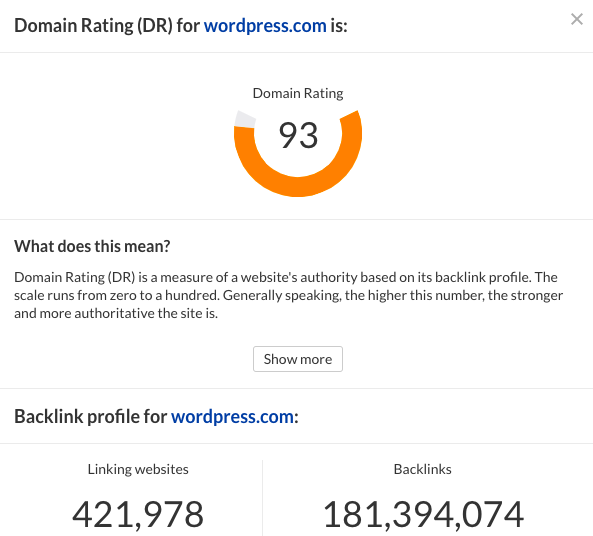 Domain Rating (DR) for wordpress.com is:
Domain Rating
93
What does this mean?
Domain Rating (DR) is a measure of a website's authority based on its backlink profile. The
scale runs from zero to a hundred. Generally speaking, the higher this number, the stronger
and more authoritative the site is.
Show more
Backlink profile for wordpress.com:
Linking websites
421,978
Backlinks
181,394,074